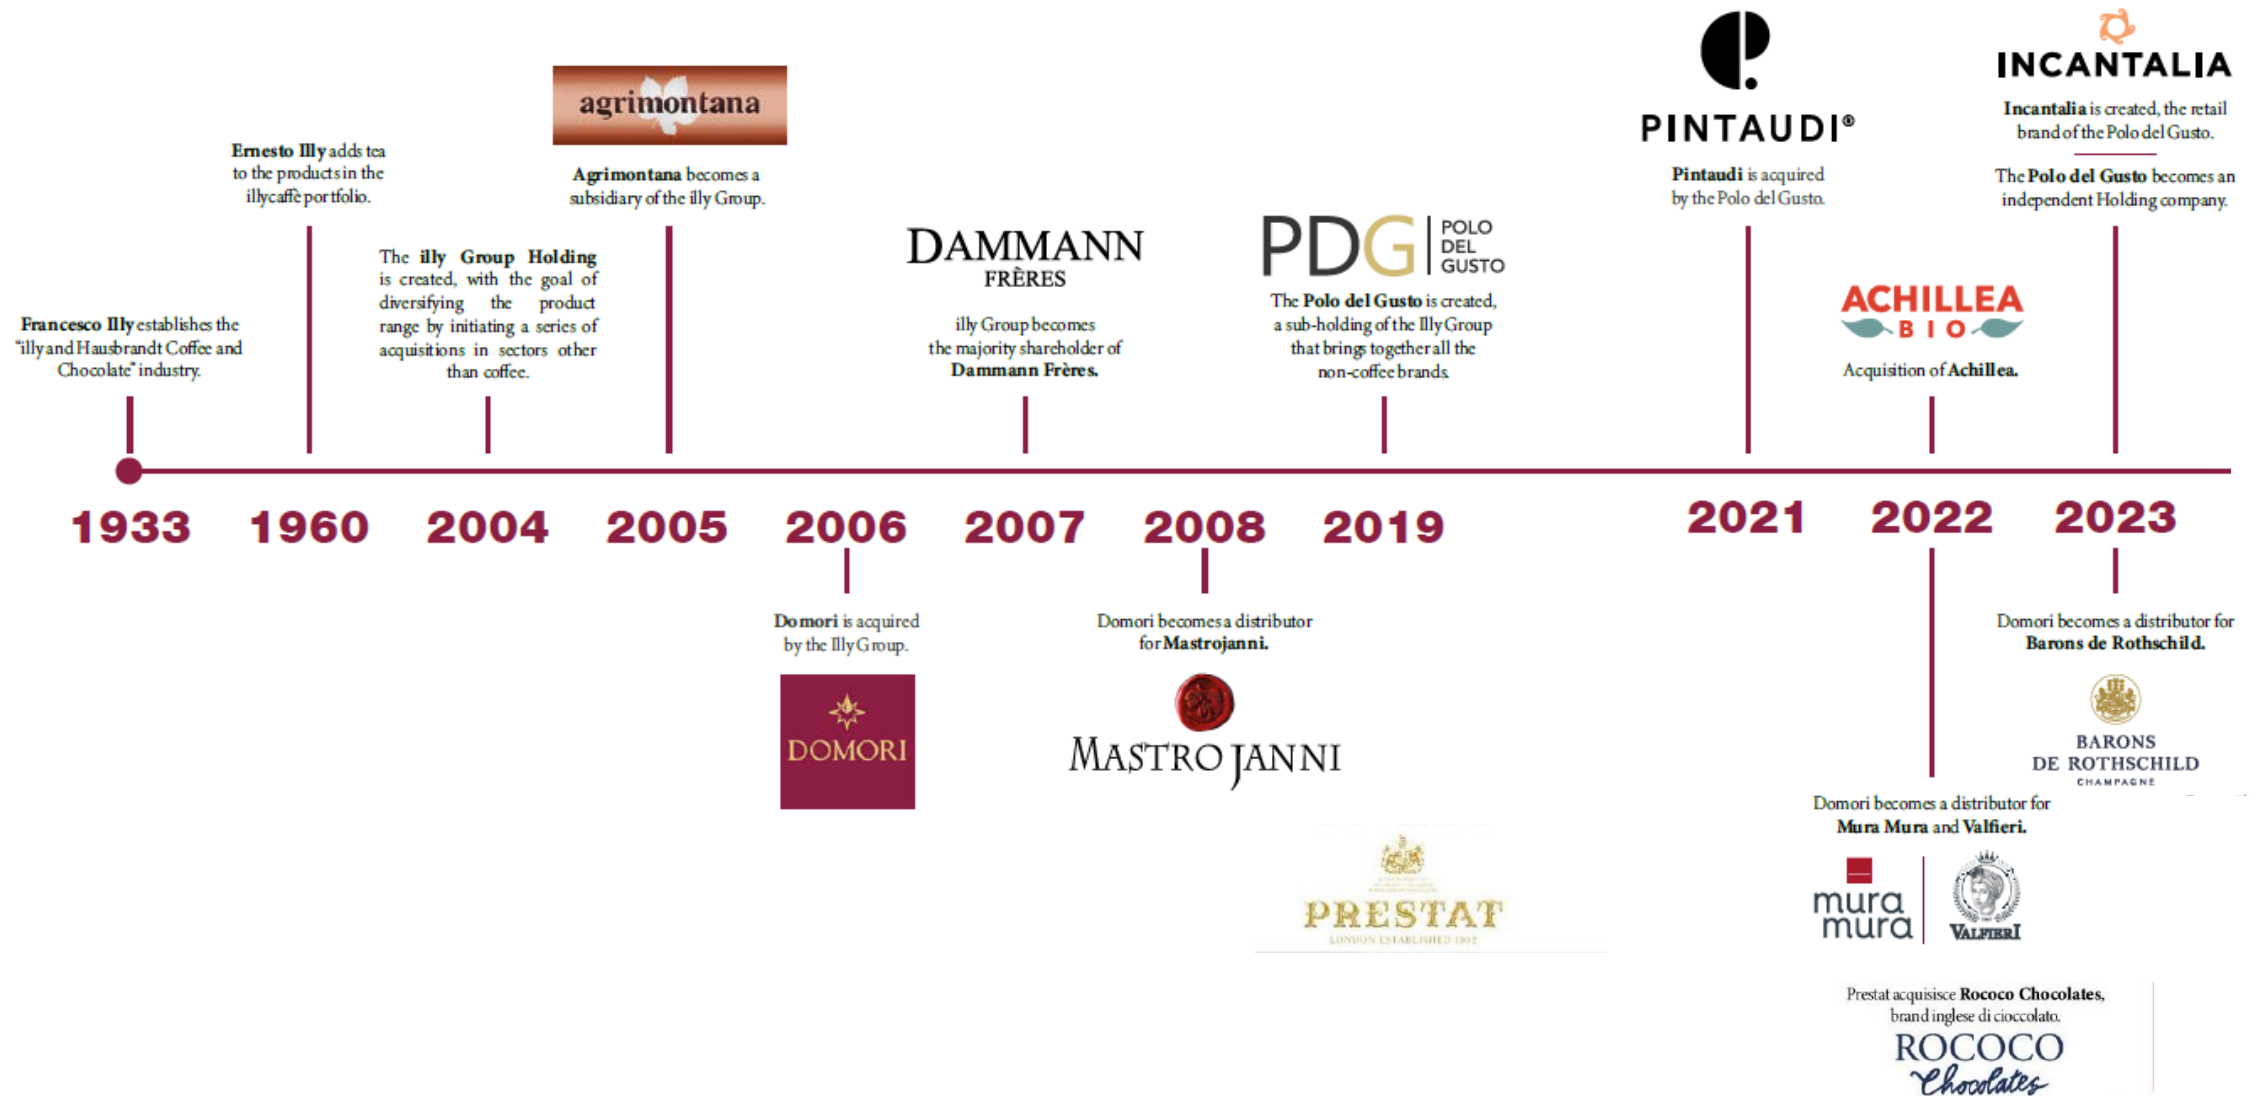 Francesco Illy establishes the
"illy and Hausbrandt Coffee and
Chocolate" industry.
1933
Ernesto Illy adds tea
to the products in the
illycaffè portfolio.
1960
The illy Group Holding
is created, with the goal of
diversifying the product
range by initiating a series of
acquisitions in sectors other
than coffee.
2004
agrimontana
Agrimontana becomes a
subsidiary of the illy Group.
2005
2006
Domori is acquired
by the Illy Group.
DOMORI
DAMMANN
FRÈRES
illy Group becomes
the majority shareholder of
Dammann Frères.
2007
2008
Domori becomes a distributor
for Mastrojanni.
MASTROJANNI
PDG
POLO
DEL
GUSTO
The Polo del Gusto is created,
a sub-holding of the Illy Group
that brings together all the
non-coffee brands.
2019
PRESTAT
LONDON ESTABLISHED 1902
PINTAUDI®
Pintaudi is acquired
by the Polo del Gusto.
2021
ACHILLEA
BIO
Acquisition of Achillea.
2022
Domori becomes a distributor for
Mura Mura and Valfieri.
mura
mura
VALFIERI
Prestat acquisisce Rococo Chocolates,
brand inglese di cioccolato.
ROCOCO
Chocolates
INCANTALIA
Incantalia is created, the retail
brand of the Polo del Gusto.
The Polo del Gusto becomes an
independent Holding company.
2023
Domori becomes a distributor for
Barons de Rothschild.
BARONS
DE ROTHSCHILD
CHAMPAGNE